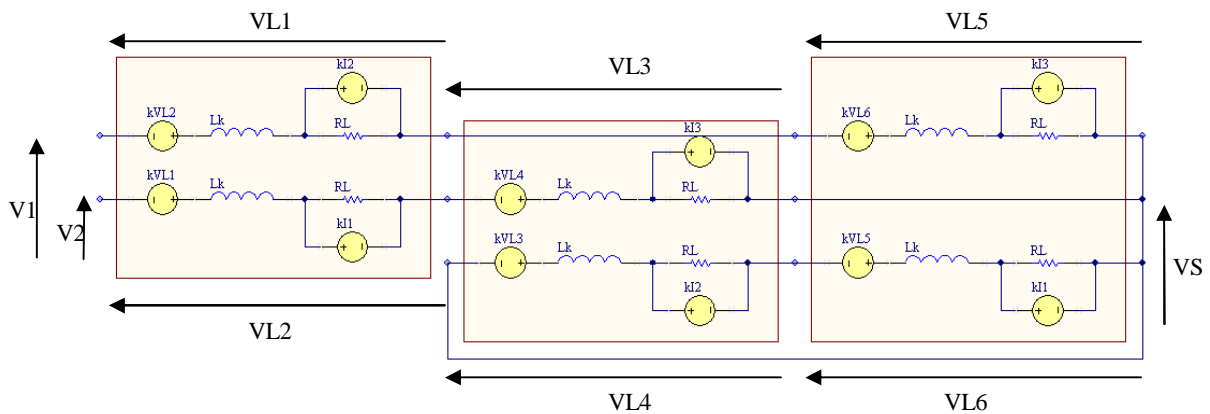 VL1
VL5
VL3
kI2
kI3
kVL2
Lk
RL
kI3
kVL6
Lk
RL
kVL1
Lk
RL
kVL4
Lk
RL
V1
V2
kI1
kVL3
Lk
RL
kVL5
Lk
RL
VS
kI2
kI1
VL2
VL4
VL6